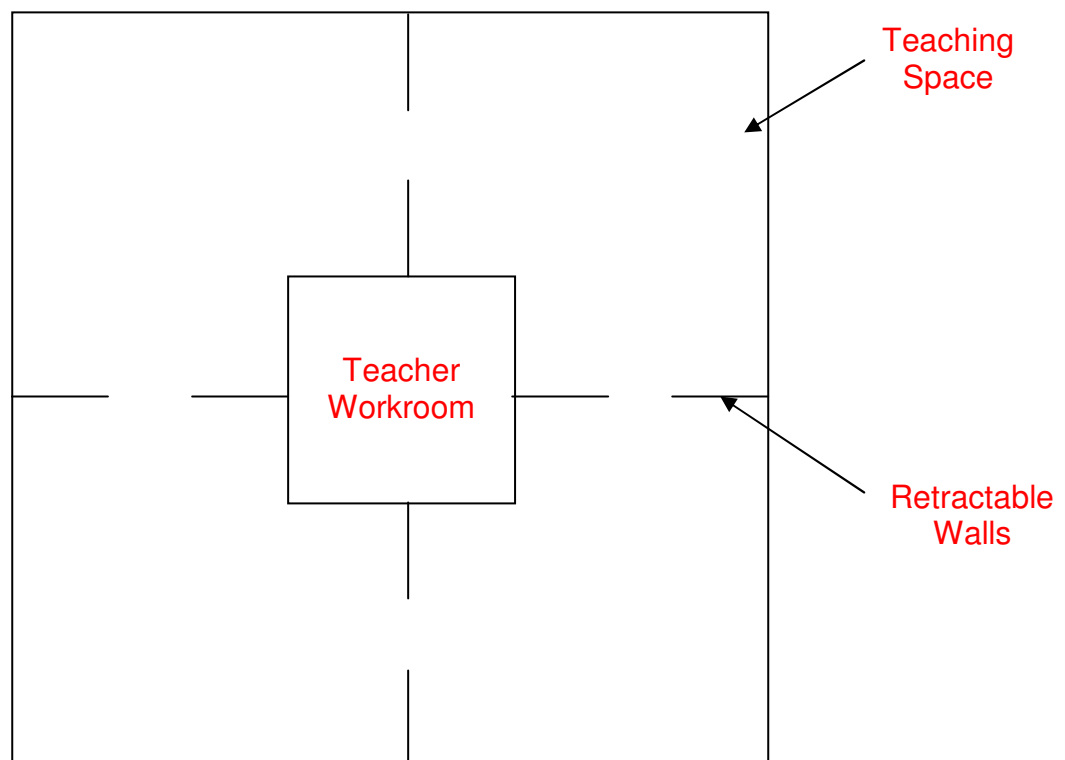 Teaching
Space
Teacher
Workroom
Retractable
Walls